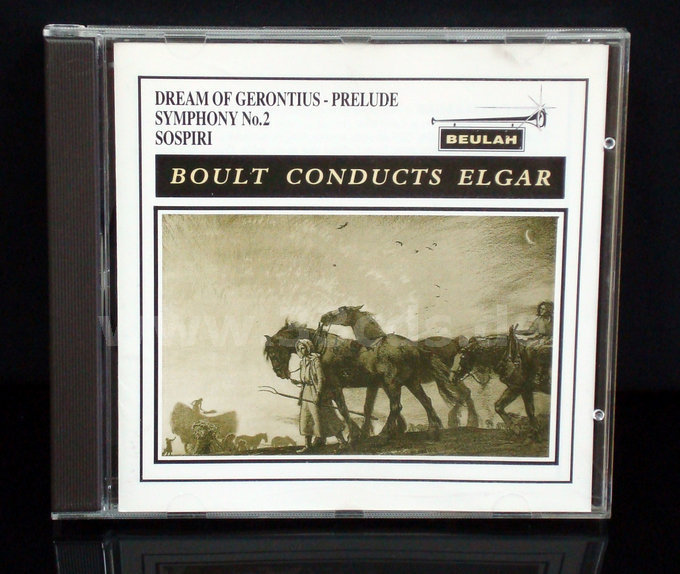 DREAM OF GERONTIUS - PRELUDE
SYMPHONY No.2
SOSPIRI
BEULAH
BOULT CONDUCTS ELGAR